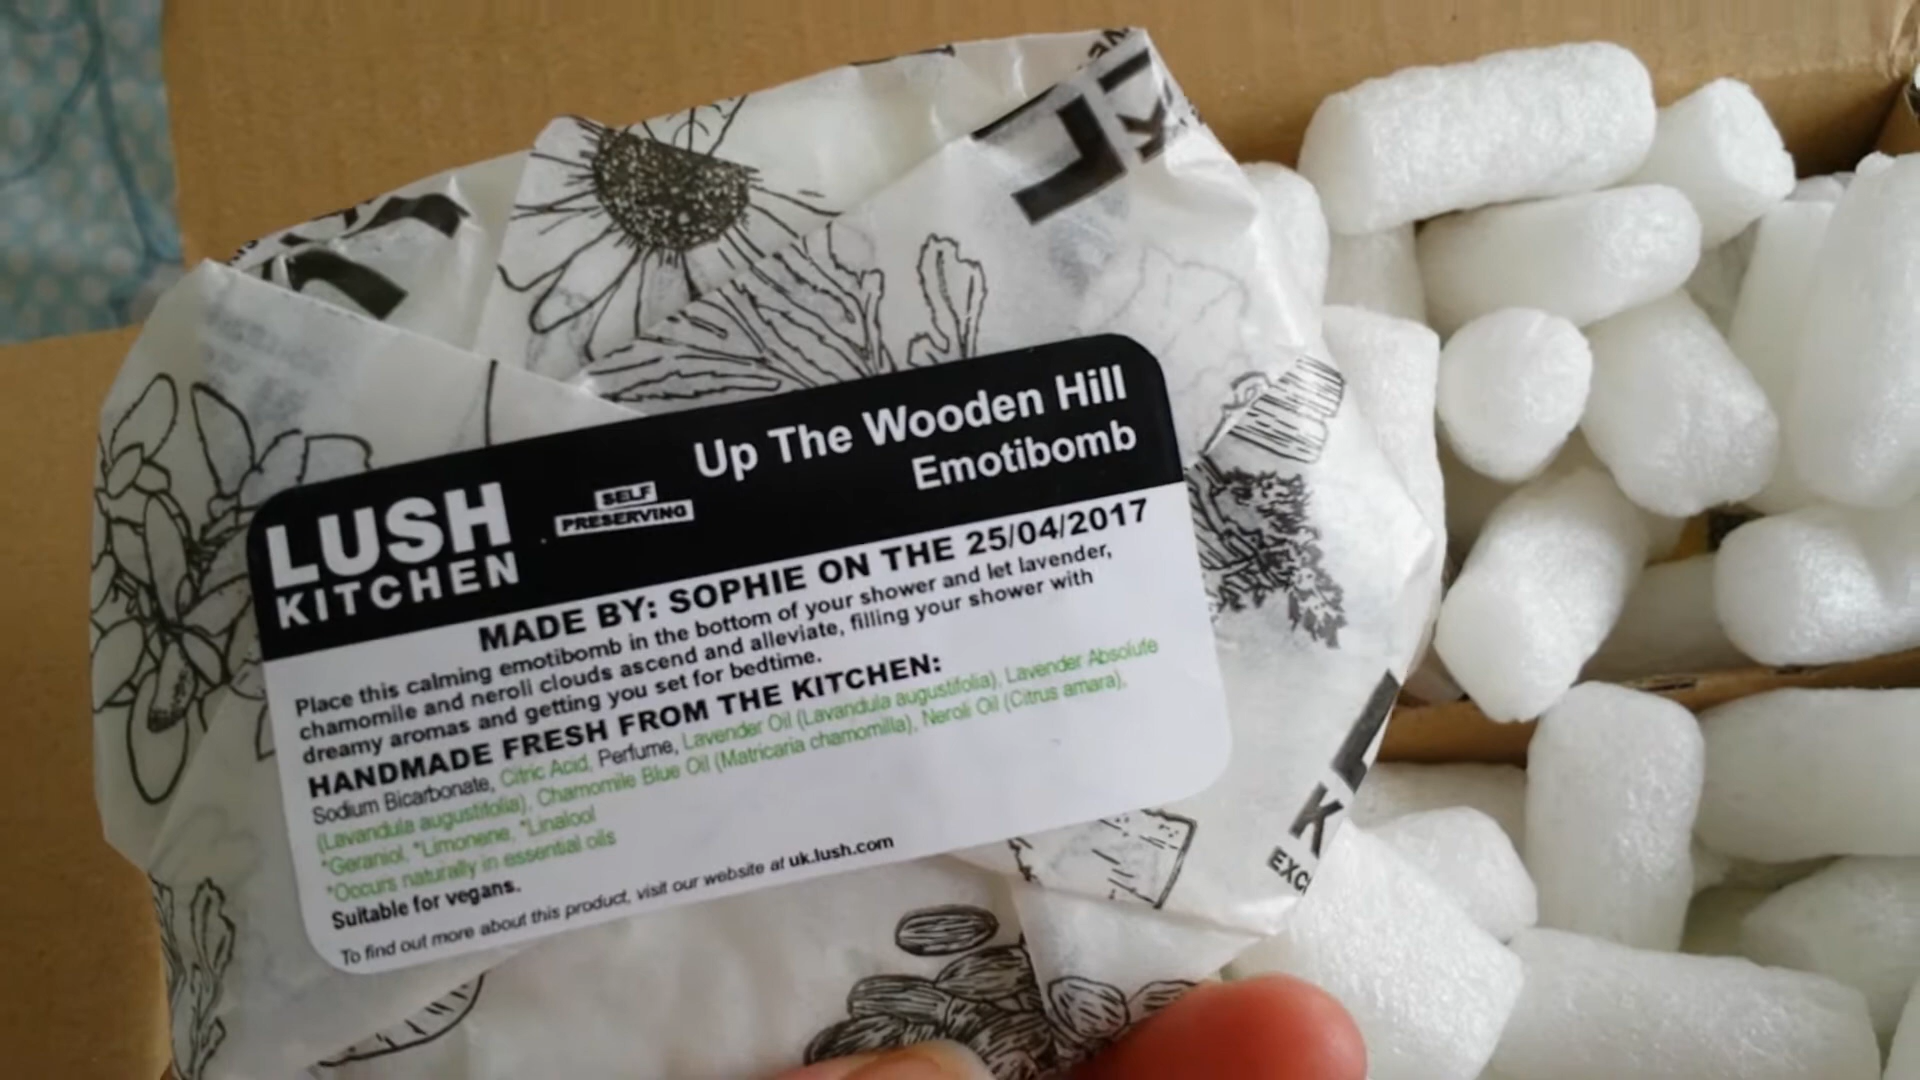 Up The Wooden Hill
Emotibomb
LUSH
KITCHEN
SELF
PRESERVING
MADE BY: SOPHIE ON THE 25/04/2017
Place this calming emotibomb in the bottom of your shower and let lavender,
chamomile and neroli clouds ascend and alleviate, filling your shower with
dreamy aromas and getting you set for bedtime.
HANDMADE FRESH FROM THE KITCHEN:
Sodium Bicarbonate, Citric Acid, Perfume, Lavender Oil (Lavandula augustifolia), Lavender Absolute
(Lavandula augustifolia), Chamomile Blue Oil (Matricaria chamomilla), Neroli Oil (Citrus amara),
*Geraniol, *Limonene, *Linalool
*Occurs naturally in essential oils
Suitable for vegans.
To find out more about this product, visit our website at uk.lush.com
L
K
EXC